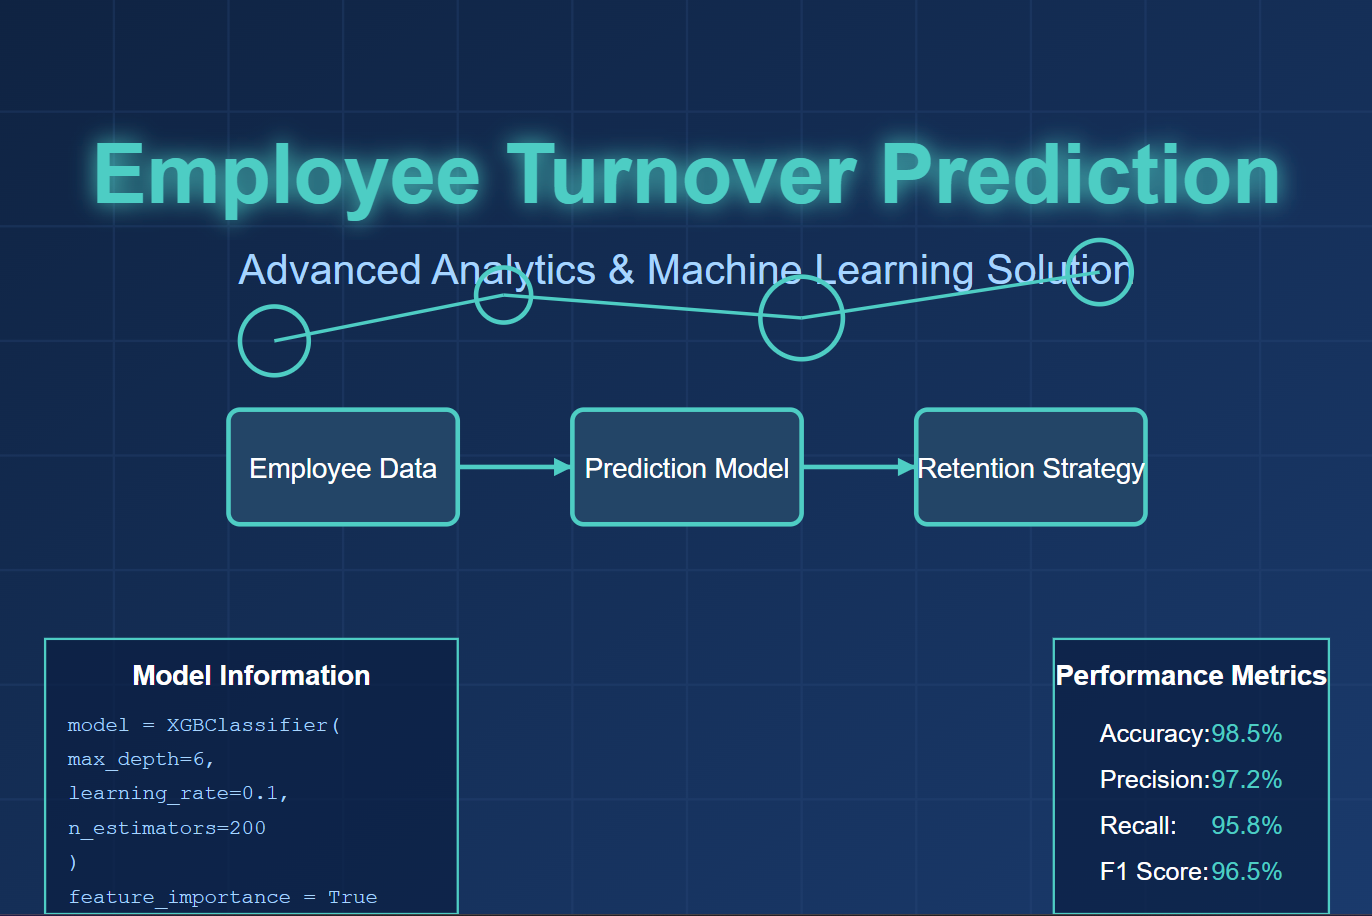 Employee Turnover Prediction
Advanced Analytics & Machine Learning Solution
Employee Data
Prediction Model
Retention Strategy
Model Information
model = XGBClassifier(
max_depth=6,
learning_rate=0.1,
n_estimators=200
)
feature_importance = True
Performance Metrics
Accuracy:98.5%
Precision:97.2%
Recall: 95.8%
F1 Score:96.5%